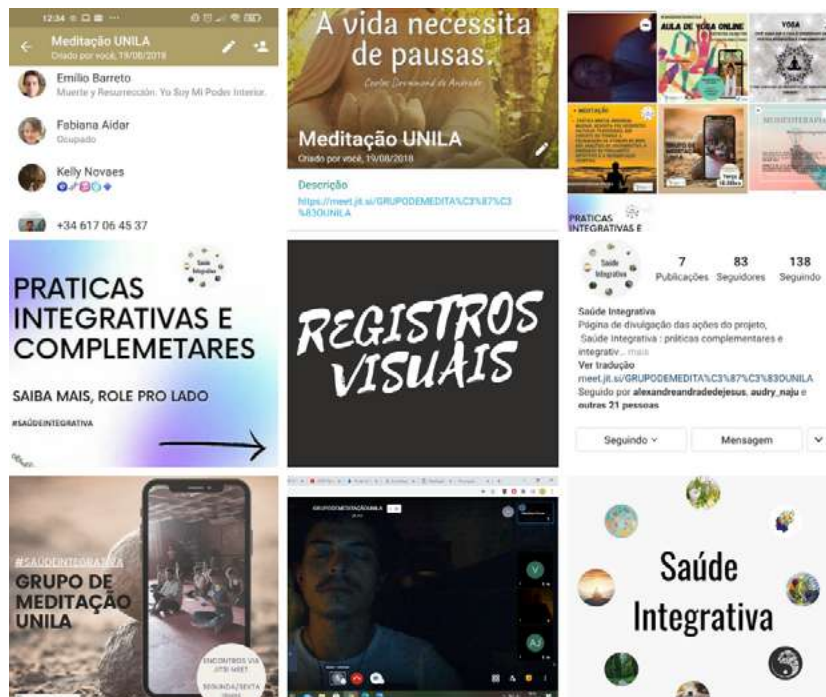 12:34
Meditação UNILA
Criado por você, 19/08/2018
Emílio Barreto
Muerte y Resurrección. Yo Soy Mi Poder Interior.
Fabiana Aidar
Ocupado
Kelly Novaes
+34 617 06 45 37
A vida necessita
de pausas.
Carlos Drummond de Andrade
Meditação UNILA
Criado por você, 19/08/2018
Descrição
https://meet.jit.si/GRUPODEMEDITA%C3%87%C3
%83OUNILA
AULA DE YOGA ONLINE
YOGA
MEDITAÇÃO
MUSICOTERAPIA
PRATICAS
INTEGRATIVAS E
PRATICAS
INTEGRATIVAS E
COMPLEMETARES
Saúde
Integrativa
SAIBA MAIS, ROLE PRO LADO
#SAÚDEINTEGRATIVA
REGISTROS
VISUAIS
Saúde
Integrativa
7 83 138
Publicações Seguidores Seguindo
Saúde Integrativa
Página de divulgação das ações do projeto,
Saúde Integrativa : práticas complementares e
integrativ... mais
Ver tradução
meet.jit.si/GRUPODEMEDITA%C3%87%C3%83OUNILA
Seguido por alexandreandradedejesus, audry_naju e
outras 21 pessoas
Seguindo
Mensagem
#SAÚDEINTEGRATIVA
GRUPO DE
MEDITAÇÃO
UNILA
ENCONTROS VIA
JITSI MEET
SEGUNDA/SEXTA
GRUPODEMEDITAÇÃOUNILA
V
AJ
Saúde
Integrativa